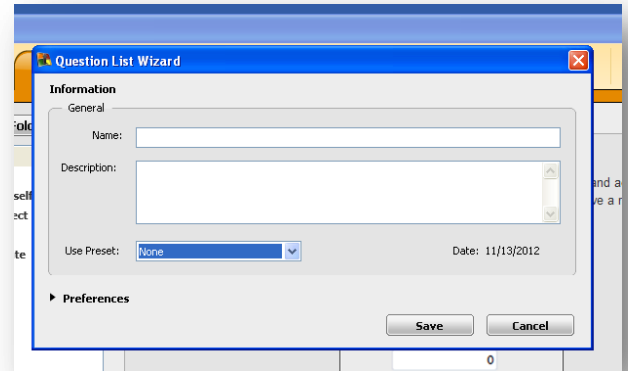 Question List Wizard
Information
General
Name:
Description:
Use Preset: None Date: 11/13/2012
Preferences
Save Cancel
0